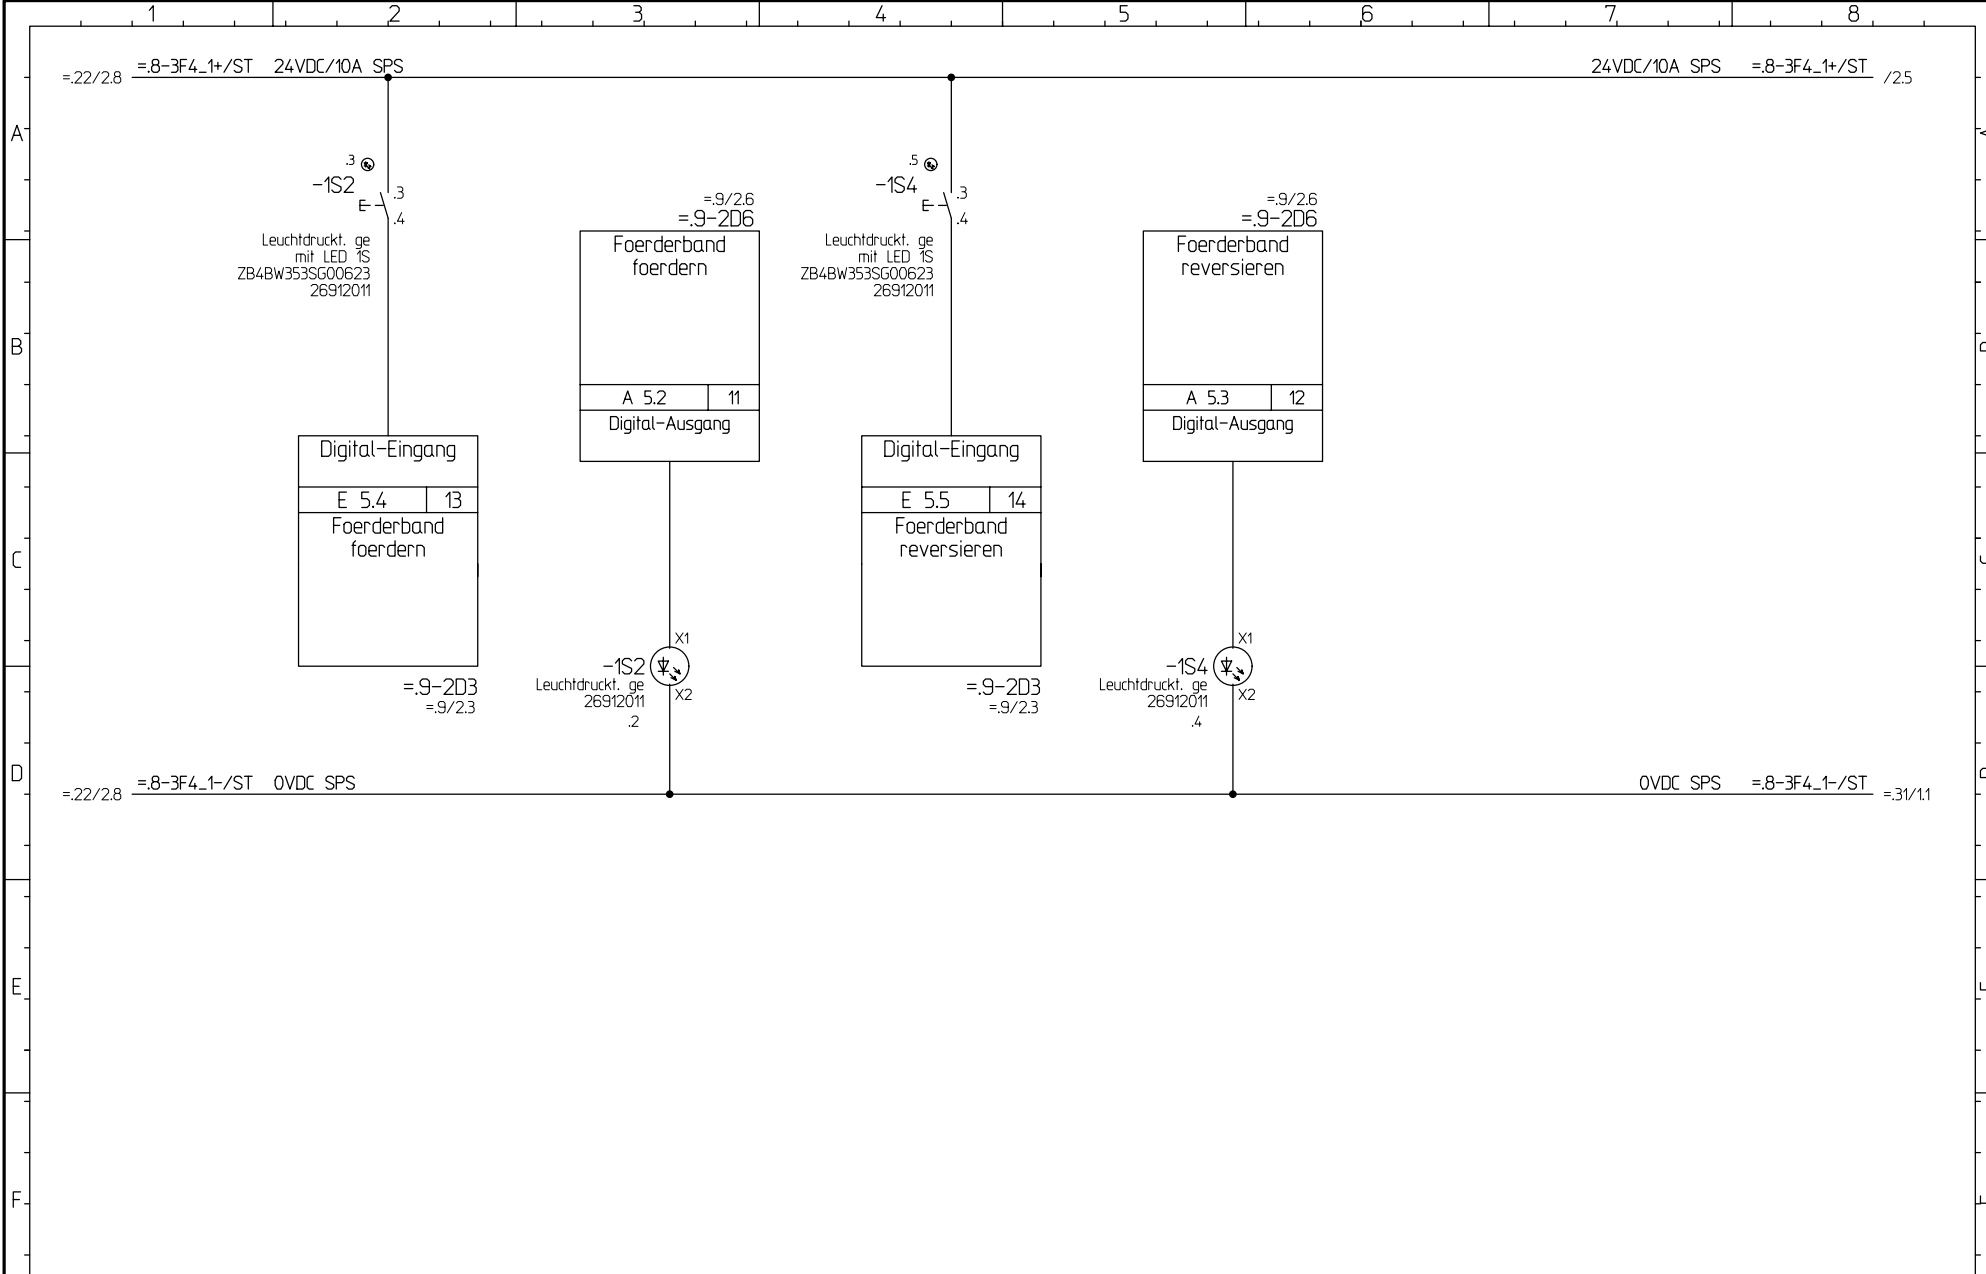 1 2 3 4 5 6 7 8
=.22/2.8 =.8-3F4_1+/ST 24VDC/10A SPS 24VDC/10A SPS =.8-3F4_1+/ST /2.5
A
.3
-1S2
.3
.4
Leuchtdruckt. ge
mit LED 1S
ZB4BW353SG00623
26912011
=.9/2.6
=.9-2D6
Foerderband
foerdern
A 5.2 11
Digital-Ausgang
.5
-1S4
.3
.4
Leuchtdruckt. ge
mit LED 1S
ZB4BW353SG00623
26912011
=.9/2.6
=.9-2D6
Foerderband
reversieren
A 5.3 12
Digital-Ausgang
B
Digital-Eingang
E 5.4 13
Foerderband
foerdern
=.9-2D3
=.9/2.3
X1
-1S2
Leuchtdruckt. ge
26912011
X2
.2
Digital-Eingang
E 5.5 14
Foerderband
reversieren
=.9-2D3
=.9/2.3
X1
-1S4
Leuchtdruckt. ge
26912011
X2
.4
C
D
=.22/2.8 =.8-3F4_1-/ST 0VDC SPS 0VDC SPS =.8-3F4_1-/ST =.31/1.1
E
F